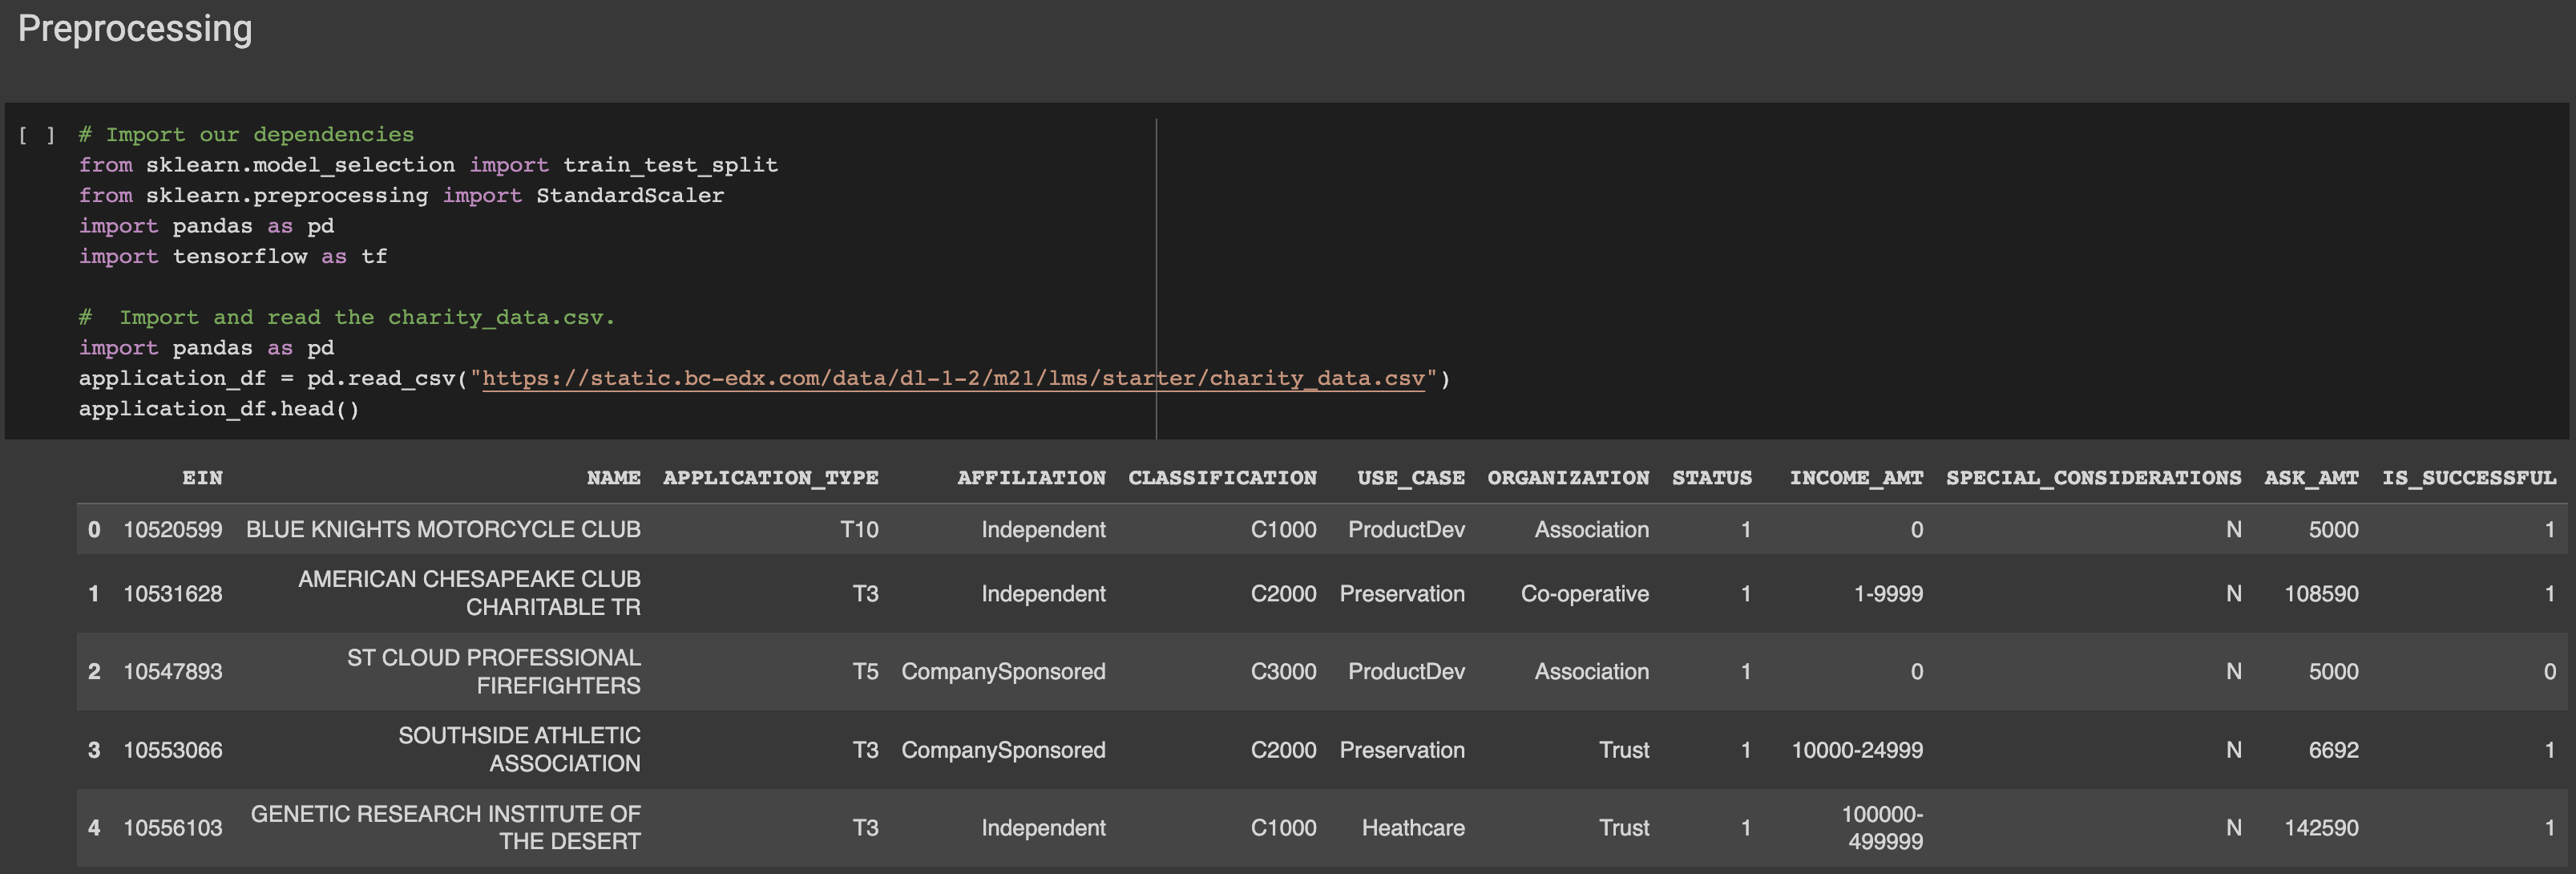 Preprocessing
[ ] # Import our dependencies
from sklearn.model_selection import train_test_split
from sklearn.preprocessing import StandardScaler
import pandas as pd
import tensorflow as tf
#  Import and read the charity_data.csv.
import pandas as pd
application_df = pd.read_csv("https://static.bc-edx.com/data/dl-1-2/m21/lms/starter/charity_data.csv")
application_df.head()
EIN NAME APPLICATION_TYPE AFFILIATION CLASSIFICATION USE_CASE ORGANIZATION STATUS INCOME_AMT SPECIAL_CONSIDERATIONS ASK_AMT IS_SUCCESSFUL
0 10520599 BLUE KNIGHTS MOTORCYCLE CLUB T10 Independent C1000 ProductDev Association 1 0 N 5000 1
AMERICAN CHESAPEAKE CLUB
1 10531628 CHARITABLE TR T3 Independent C2000 Preservation Co-operative 1 1-9999 N 108590 1
ST CLOUD PROFESSIONAL
2 10547893 FIREFIGHTERS T5 CompanySponsored C3000 ProductDev Association 1 0 N 5000 0
SOUTHSIDE ATHLETIC
3 10553066 ASSOCIATION T3 CompanySponsored C2000 Preservation Trust 1 10000-24999 N 6692 1
GENETIC RESEARCH INSTITUTE OF 100000-
4 10556103 THE DESERT T3 Independent C1000 Heathcare Trust 1 499999 N 142590 1